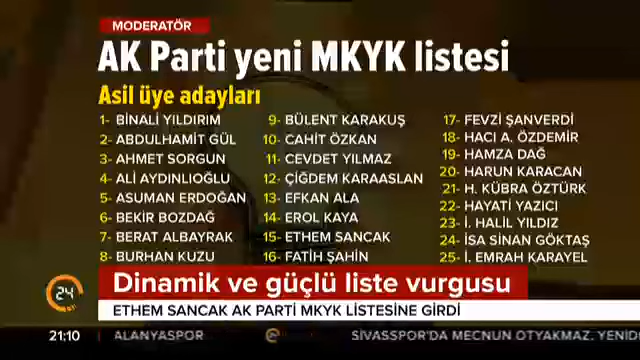 MODERATÖR
AK Parti yeni MKYK listesi
Asil üye adayları
1- BİNALİ YILDIRIM
2- ABDULHAMİT GÜL
3- AHMET SORGUN
4- ALİ AYDINLIOĞLU
5- ASUMAN ERDOĞAN
6- BEKİR BOZDAĞ
7- BERAT ALBAYRAK
8- BURHAN KUZU
9- BÜLENT KARAKUŞ
10- CAHİT ÖZKAN
11- CEVDET YILMAZ
12- ÇİĞDEM KARAASLAN
13- EFKAN ALA
14- EROL KAYA
15- ETHEM SANCAK
16- FATİH ŞAHİN
17- FEVZİ ŞANVERDİ
18- HACI A. ÖZDEMİR
19- HAMZA DAĞ
20- HARUN KARACAN
21- H. KÜBRA ÖZTÜRK
22- HAYATİ YAZICI
23- İ. HALİL YILDIZ
24- İSA SİNAN GÖKTAŞ
25- İ. EMRAH KARAYEL
24
Dinamik ve güçlü liste vurgusu
ETHEM SANCAK AK PARTİ MKYK LİSTESİNE GİRDİ
21:10 ALANYASPOR SİVASSPOR'DA MECNUN OTYAKMAZ, YENİDEN